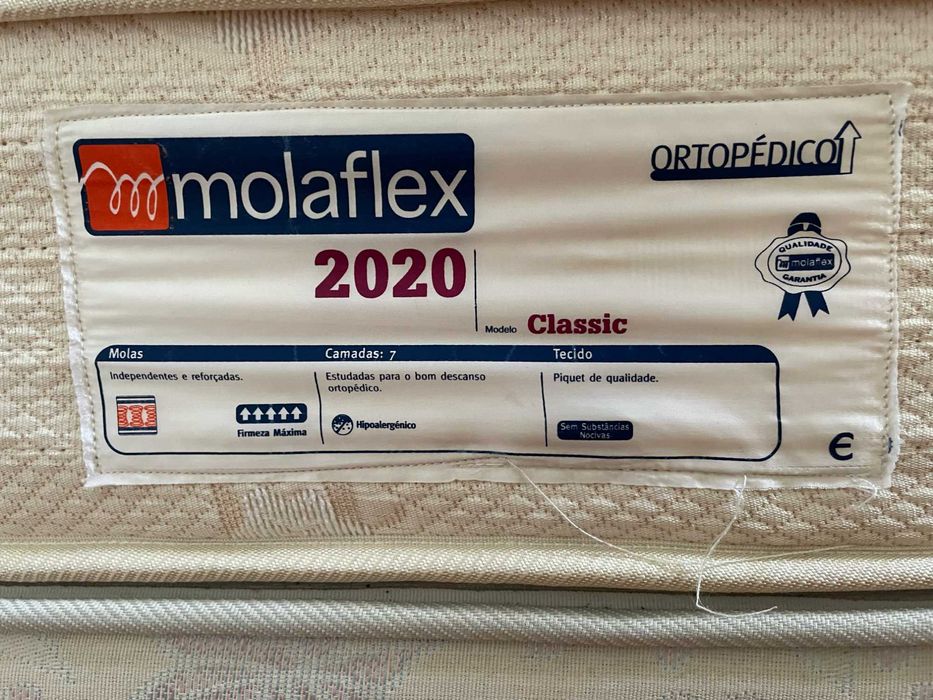 molaflex
ORTOPÉDICO
QUALIDADE
molaflex
GARANTIA
2020
Modelo Classic
Molas
Independentes e reforçadas.
Firmeza Máxima
Camadas: 7
Estudadas para o bom descanso
ortopédico.
Hipoalergénico
Tecido
Piquet de qualidade.
Sem Substâncias
Nocivas
€